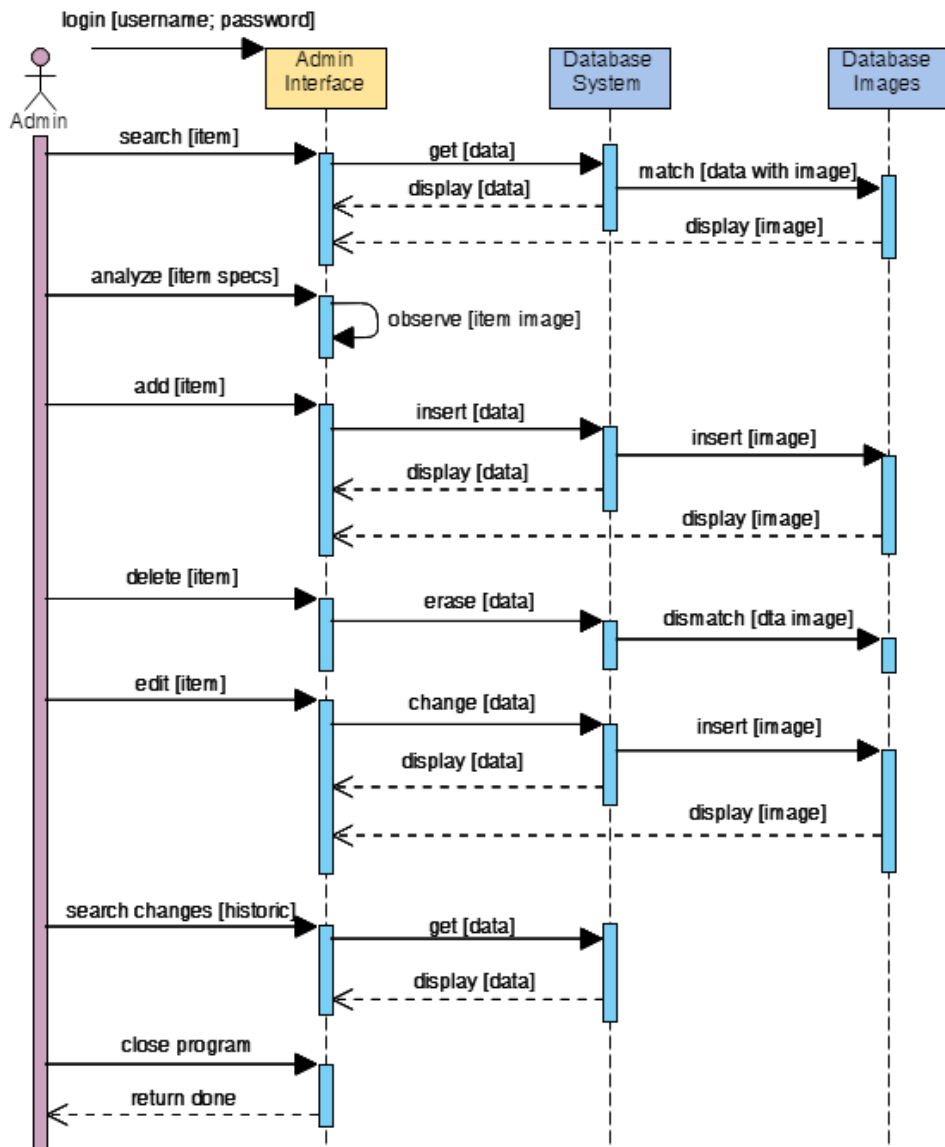 login [username; password]
Admin
Interface
Database
System
Database
Images
Admin
search [item]
get [data]
match [data with image]
display [data]
display [image]
analyze [item specs]
observe [item image]
add [item]
insert [data]
insert [image]
display [data]
display [image]
delete [item]
erase [data]
dismatch [dta image]
edit [item]
change [data]
insert [image]
display [data]
display [image]
search changes [historic]
get [data]
display [data]
close program
return done